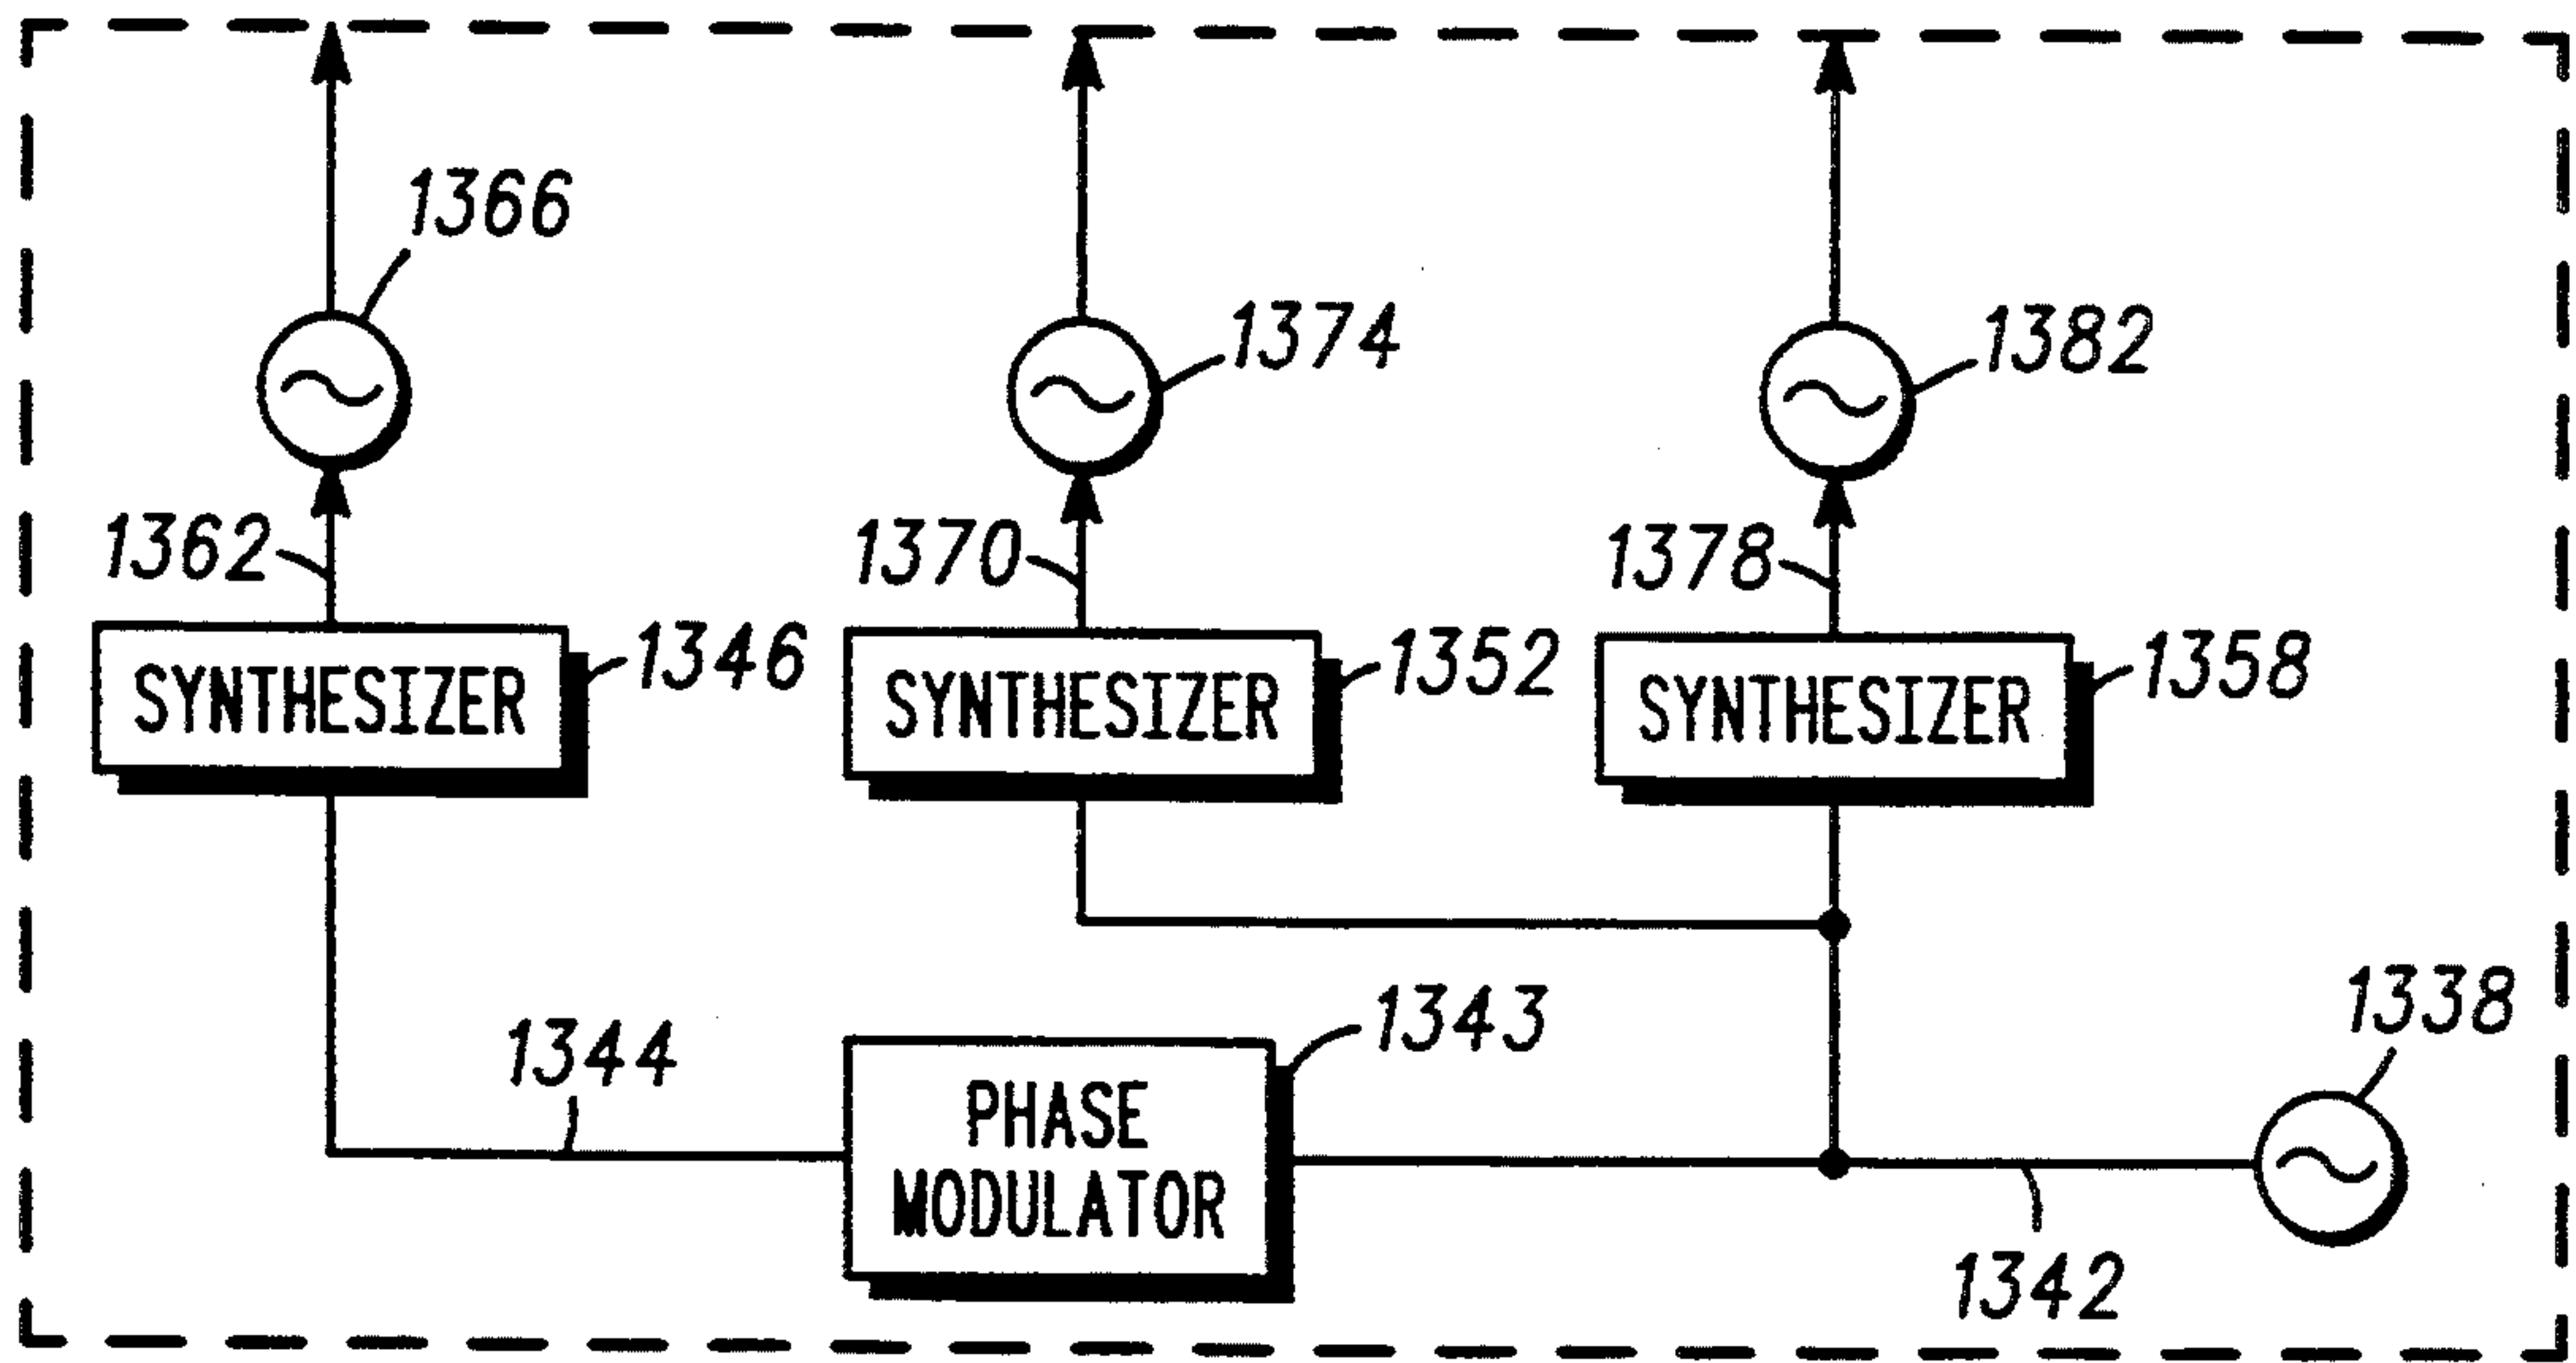 1366
1374
1382
1362
1370
1378
SYNTHESIZER
1346
SYNTHESIZER
1352
SYNTHESIZER
1358
1344
PHASE
MODULATOR
1343
1338
1342